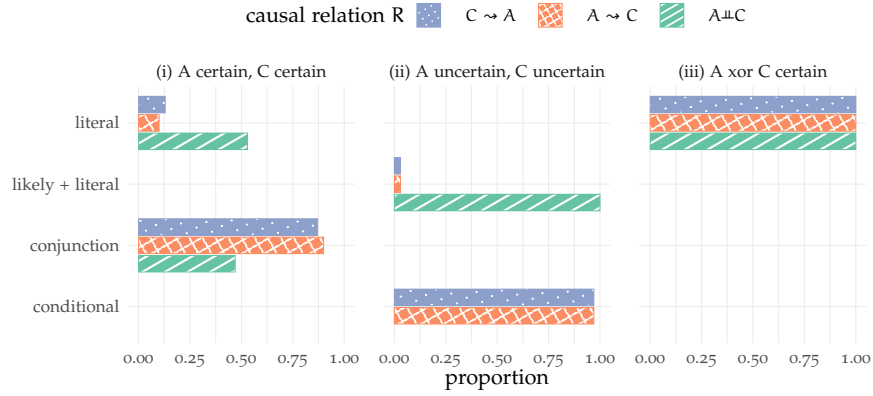 causal relation R C ⇝ A A ⇝ C A⫫C
(i) A certain, C certain (ii) A uncertain, C uncertain (iii) A xor C certain
literal
likely + literal
conjunction
conditional
0.00 0.25 0.50 0.75 1.00 0.00 0.25 0.50 0.75 1.00 0.00 0.25 0.50 0.75 1.00
proportion